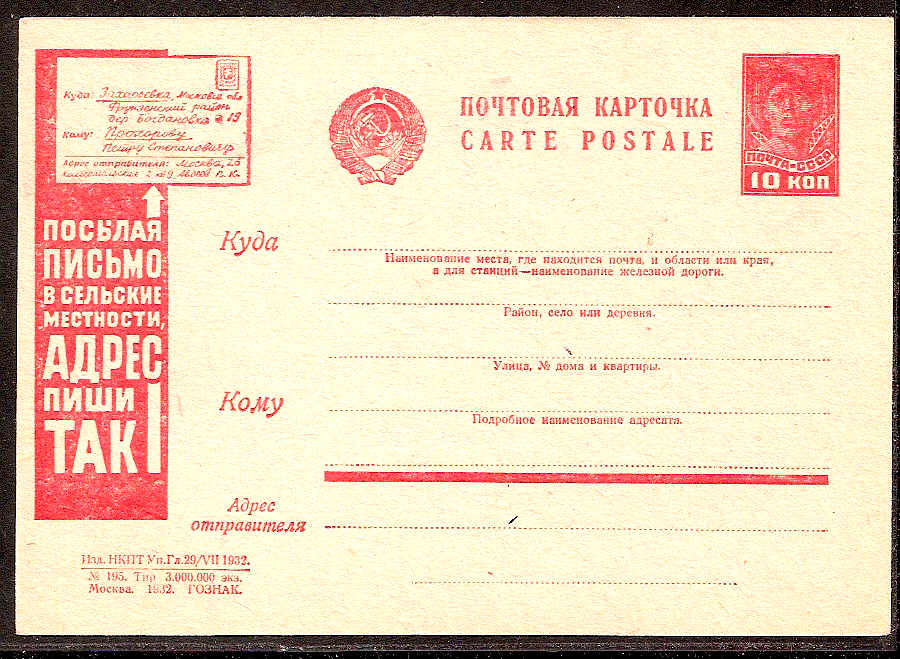 Куда: Захаровка, Московск обл
Фрунзенский район
дер Богдановка д 19
Кому: Прохорову
Петру Степановичу
Адрес отправителя: Москва, 25
2 кв 9
ПОСЫЛАЯ
ПИСЬМО
В СЕЛЬСКИЕ
МЕСТНОСТИ,
АДРЕС
ПИШИ
ТАК!
ПОЧТОВАЯ КАРТОЧКА
CARTE POSTALE
ПОЧТА-СССР
10 КОП
Куда
Наименование места, где находится почта, и области или края,
а для станций—наименование железной дороги.
Район, село или деревня.
Улица, № дома и квартиры.
Кому
Подробное наименование адресата.
Адрес
отправителя
Изд. НКПТ Уп.Гл.29/VII 1932.
№ 195. Тир 3.000.000 экз.
Москва. 1932. ГОЗНАК.